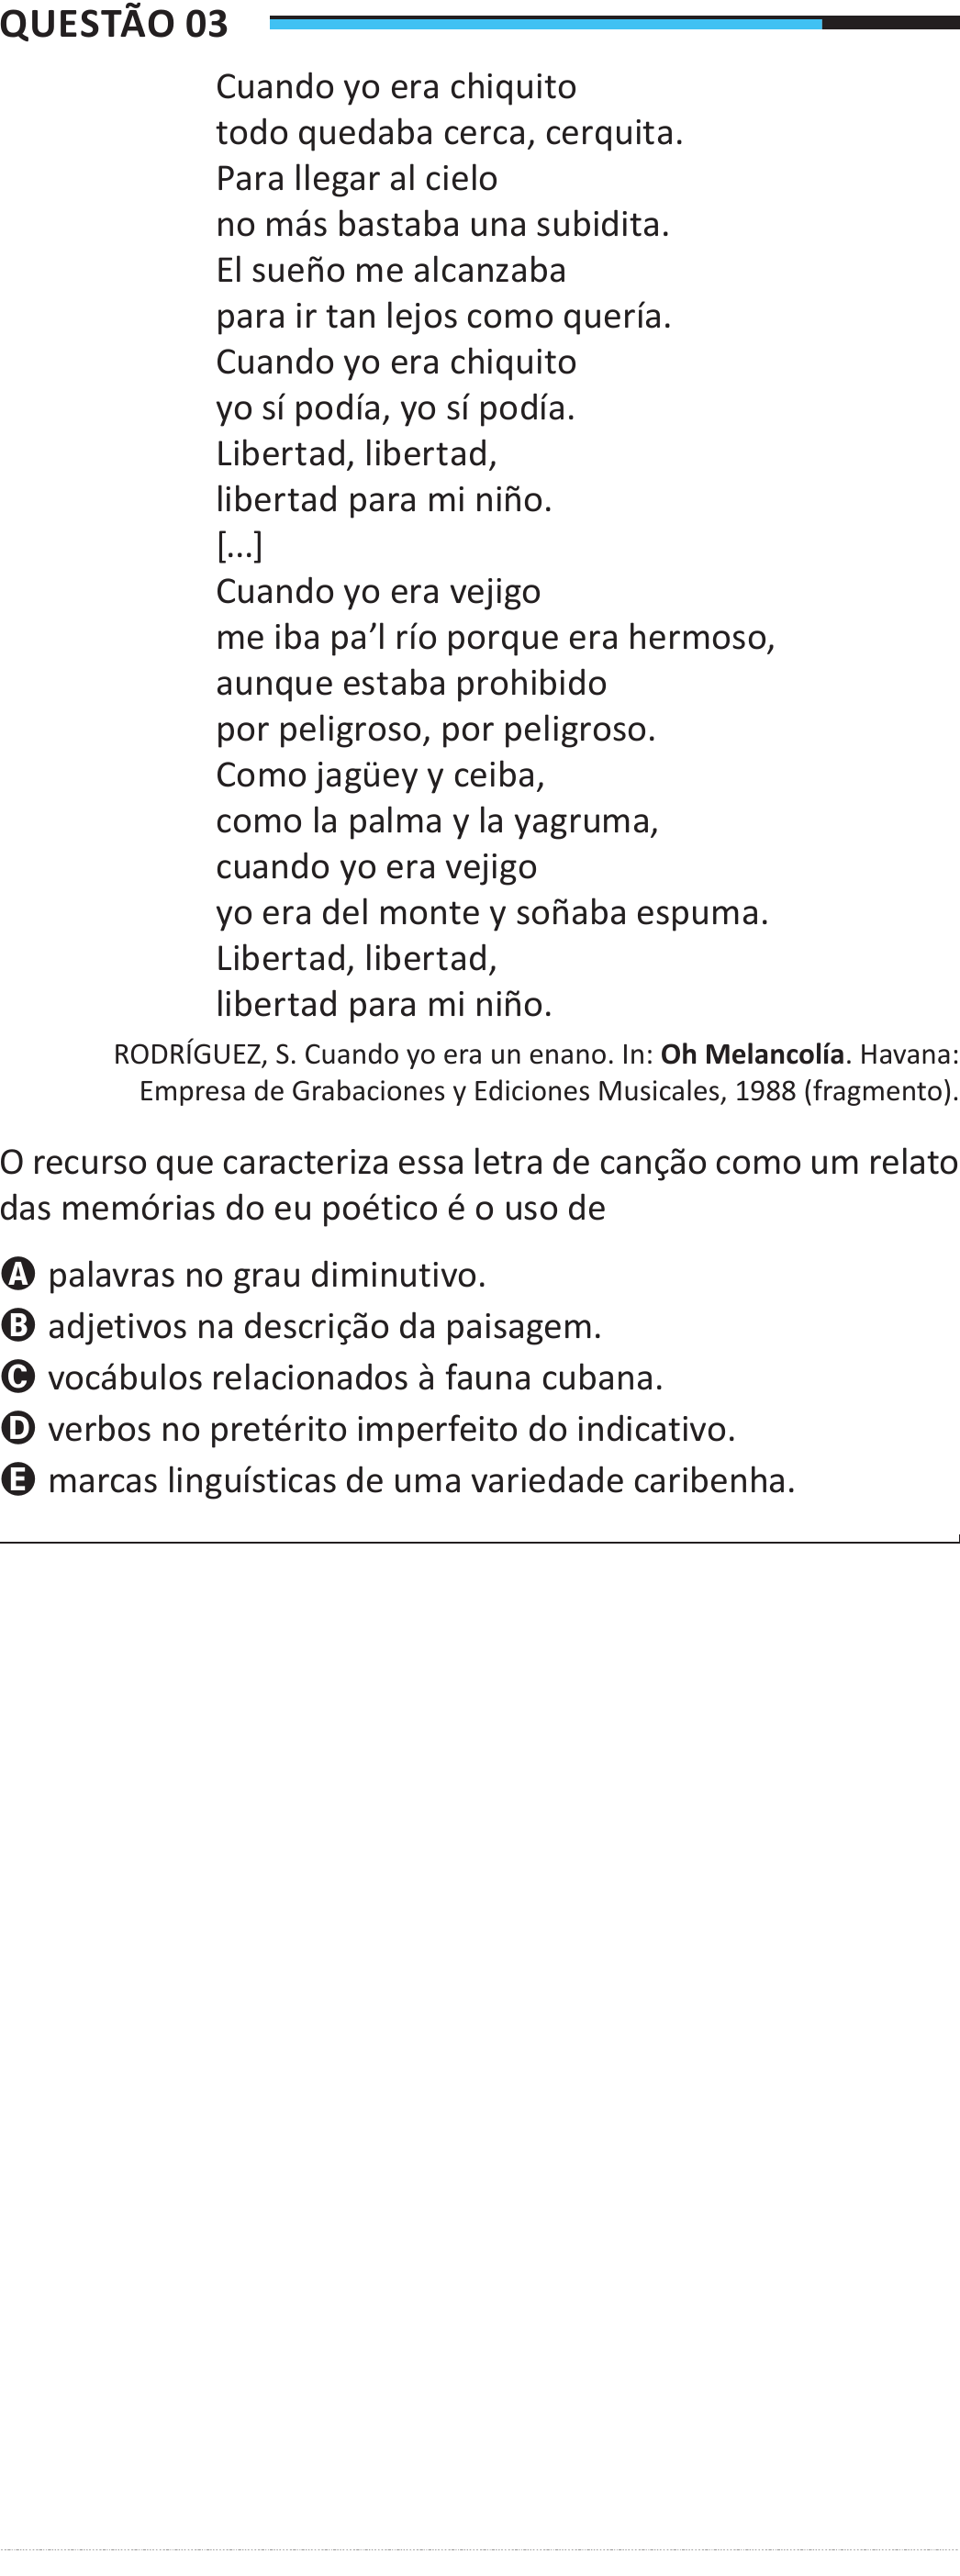 QUESTÃO 03
Cuando yo era chiquito
todo quedaba cerca, cerquita.
Para llegar al cielo
no más bastaba una subidita.
El sueño me alcanzaba
para ir tan lejos como quería.
Cuando yo era chiquito
yo sí podía, yo sí podía.
Libertad, libertad,
libertad para mi niño.
[...]
Cuando yo era vejigo
me iba pa’l río porque era hermoso,
aunque estaba prohibido
por peligroso, por peligroso.
Como jagüey y ceiba,
como la palma y la yagruma,
cuando yo era vejigo
yo era del monte y soñaba espuma.
Libertad, libertad,
libertad para mi niño.
RODRÍGUEZ, S. Cuando yo era un enano. In: Oh Melancolía. Havana:
Empresa de Grabaciones y Ediciones Musicales, 1988 (fragmento).
O recurso que caracteriza essa letra de canção como um relato
das memórias do eu poético é o uso de
A palavras no grau diminutivo.
B adjetivos na descrição da paisagem.
C vocábulos relacionados à fauna cubana.
D verbos no pretérito imperfeito do indicativo.
E marcas linguísticas de uma variedade caribenha.